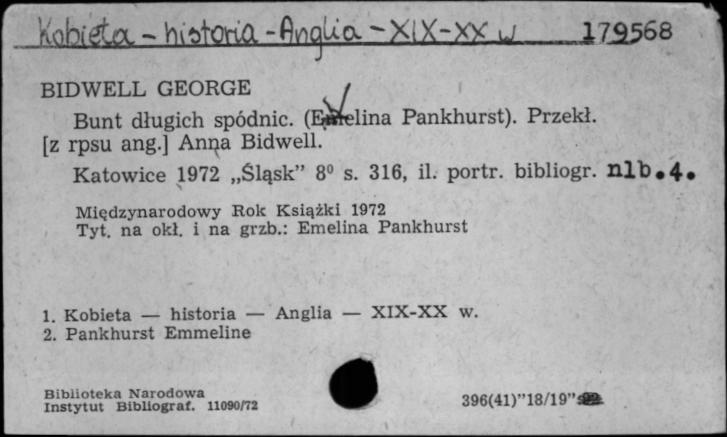 Kobieta - historia - Anglia - XIX-XX w 179568
BIDWELL GEORGE
Bunt długich spódnic. (Emelina Pankhurst). Przekł.
[z rpsu ang.] Anna Bidwell.
Katowice 1972 „Śląsk” 8⁰ s. 316, il. portr. bibliogr. nlb.4.
Międzynarodowy Rok Książki 1972
Tyt. na okł. i na grzb.: Emelina Pankhurst
1. Kobieta — historia — Anglia — XIX-XX w.
2. Pankhurst Emmeline
Biblioteka Narodowa
Instytut Bibliograf. 11090/72
396(41)”18/19”